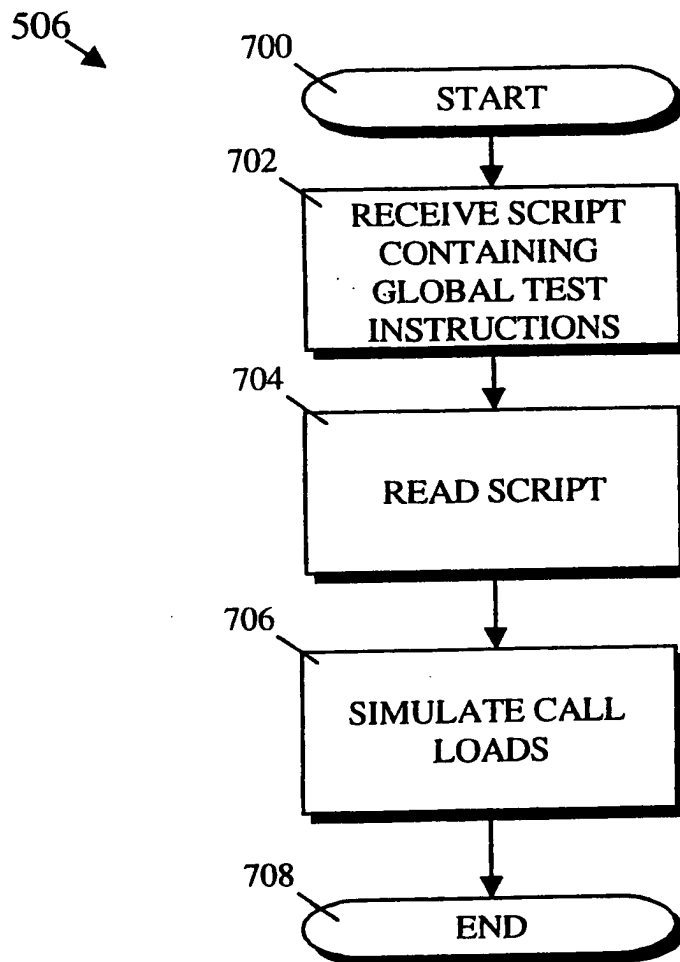 506
700
START
702
RECEIVE SCRIPT
CONTAINING
GLOBAL TEST
INSTRUCTIONS
704
READ SCRIPT
706
SIMULATE CALL
LOADS
708
END